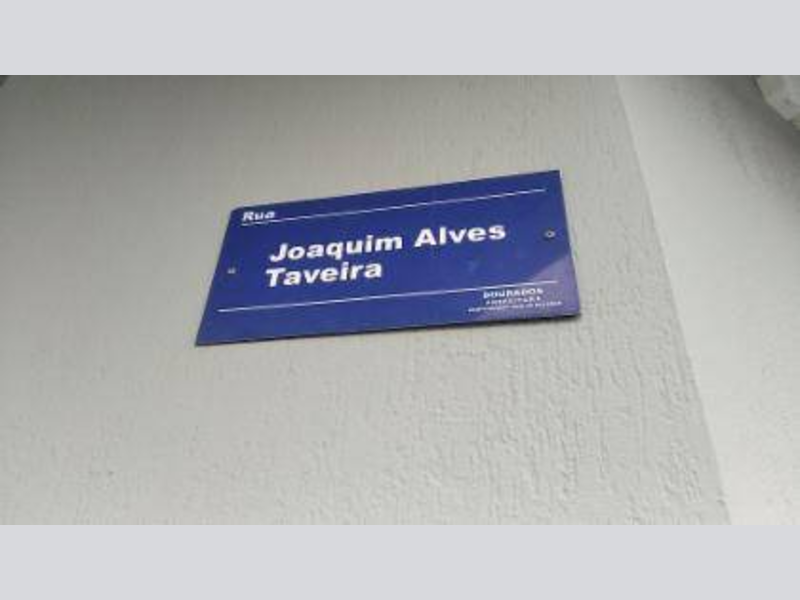 Rua
Joaquim Alves
Taveira
DOURADOS
PREFEITURA